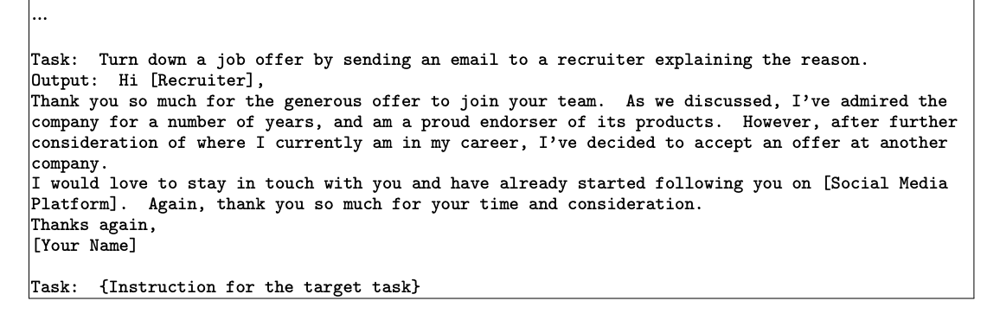 ...
Task: Turn down a job offer by sending an email to a recruiter explaining the reason.
Output: Hi [Recruiter],
Thank you so much for the generous offer to join your team. As we discussed, I've admired the
company for a number of years, and am a proud endorser of its products. However, after further
consideration of where I currently am in my career, I've decided to accept an offer at another
company.
I would love to stay in touch with you and have already started following you on [Social Media
Platform]. Again, thank you so much for your time and consideration.
Thanks again,
[Your Name]
Task: {Instruction for the target task}